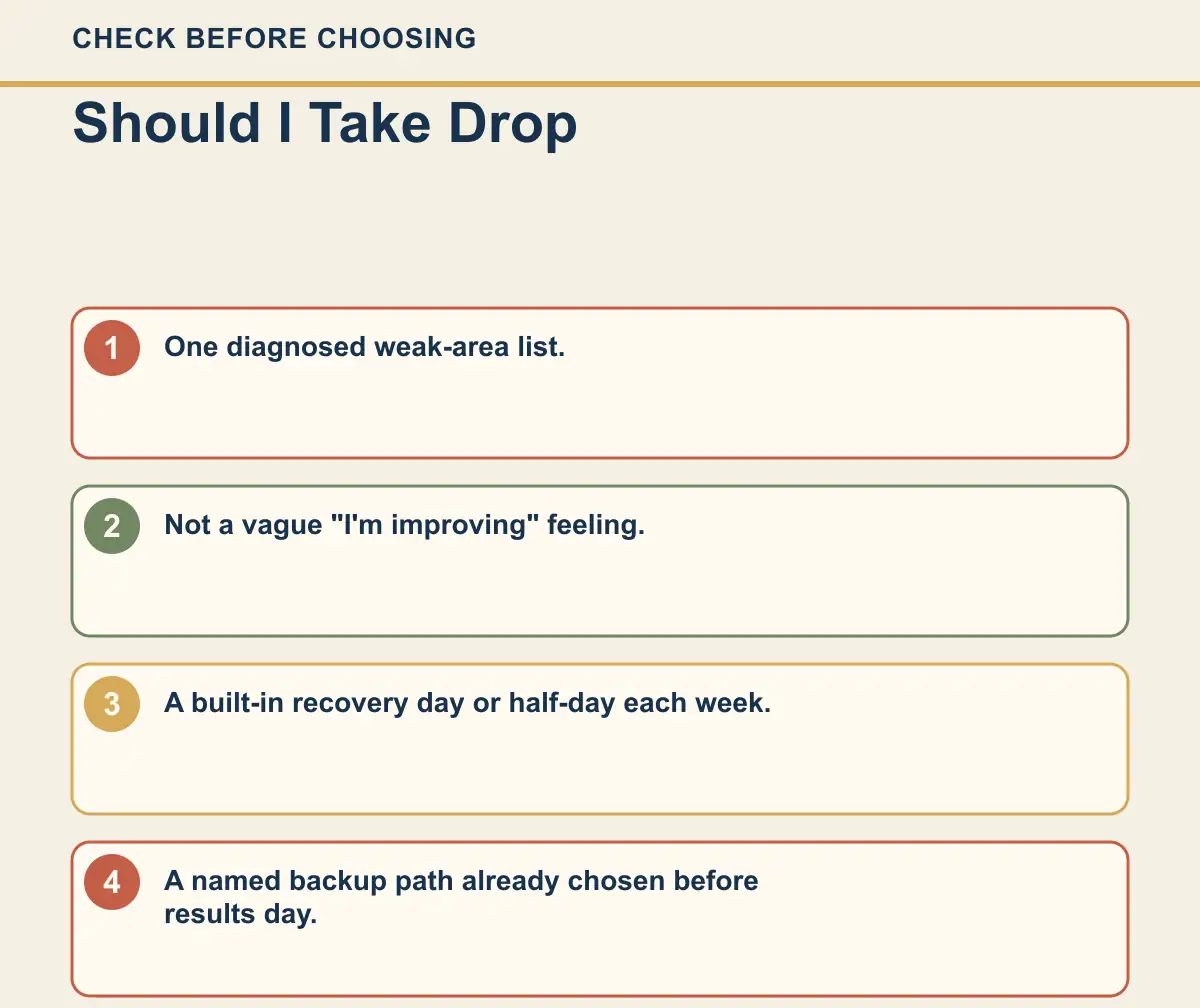 CHECK BEFORE CHOOSING
Should I Take Drop
1 One diagnosed weak-area list.
2 Not a vague "I'm improving" feeling.
3 A built-in recovery day or half-day each week.
4 A named backup path already chosen before
results day.